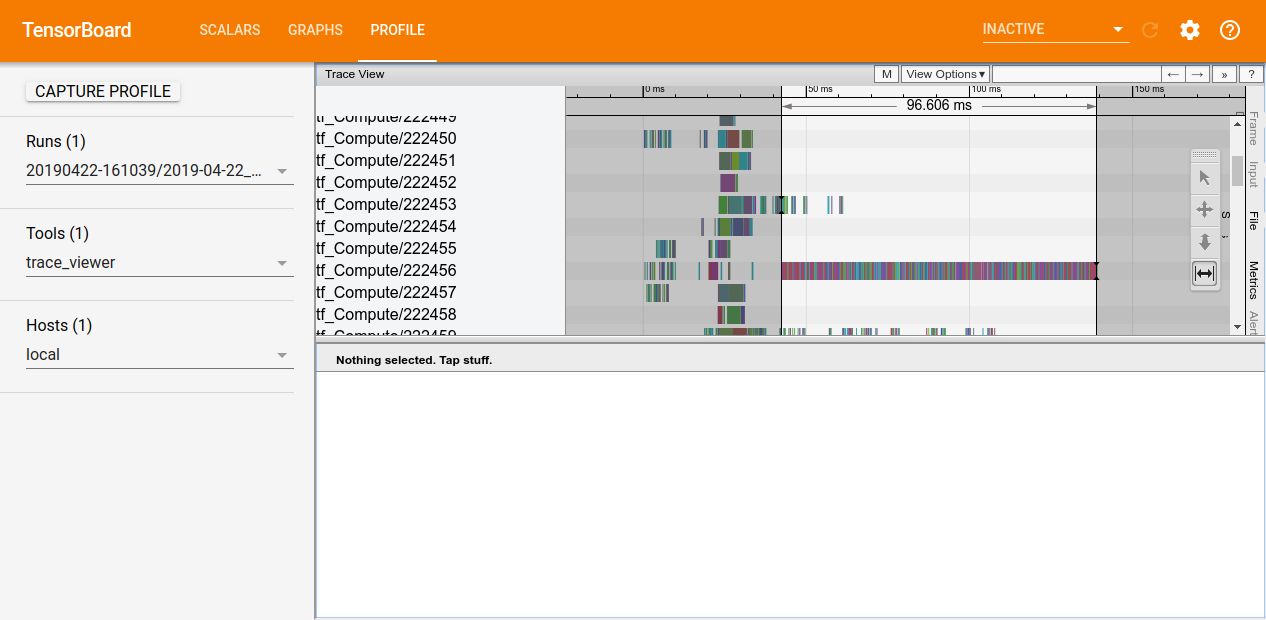 TensorBoard
SCALARS
GRAPHS
PROFILE
INACTIVE
CAPTURE PROFILE
Runs (1)
20190422-161039/2019-04-22_...
Tools (1)
trace_viewer
Hosts (1)
local
Trace View
M
View Options▾
←
→
»
?
0 ms
50 ms
100 ms
150 ms
96.606 ms
tf_Compute/222449
tf_Compute/222450
tf_Compute/222451
tf_Compute/222452
tf_Compute/222453
tf_Compute/222454
tf_Compute/222455
tf_Compute/222456
tf_Compute/222457
tf_Compute/222458
tf_Compute/222459
Frame
Input
File
Metrics
Alert
Nothing selected. Tap stuff.